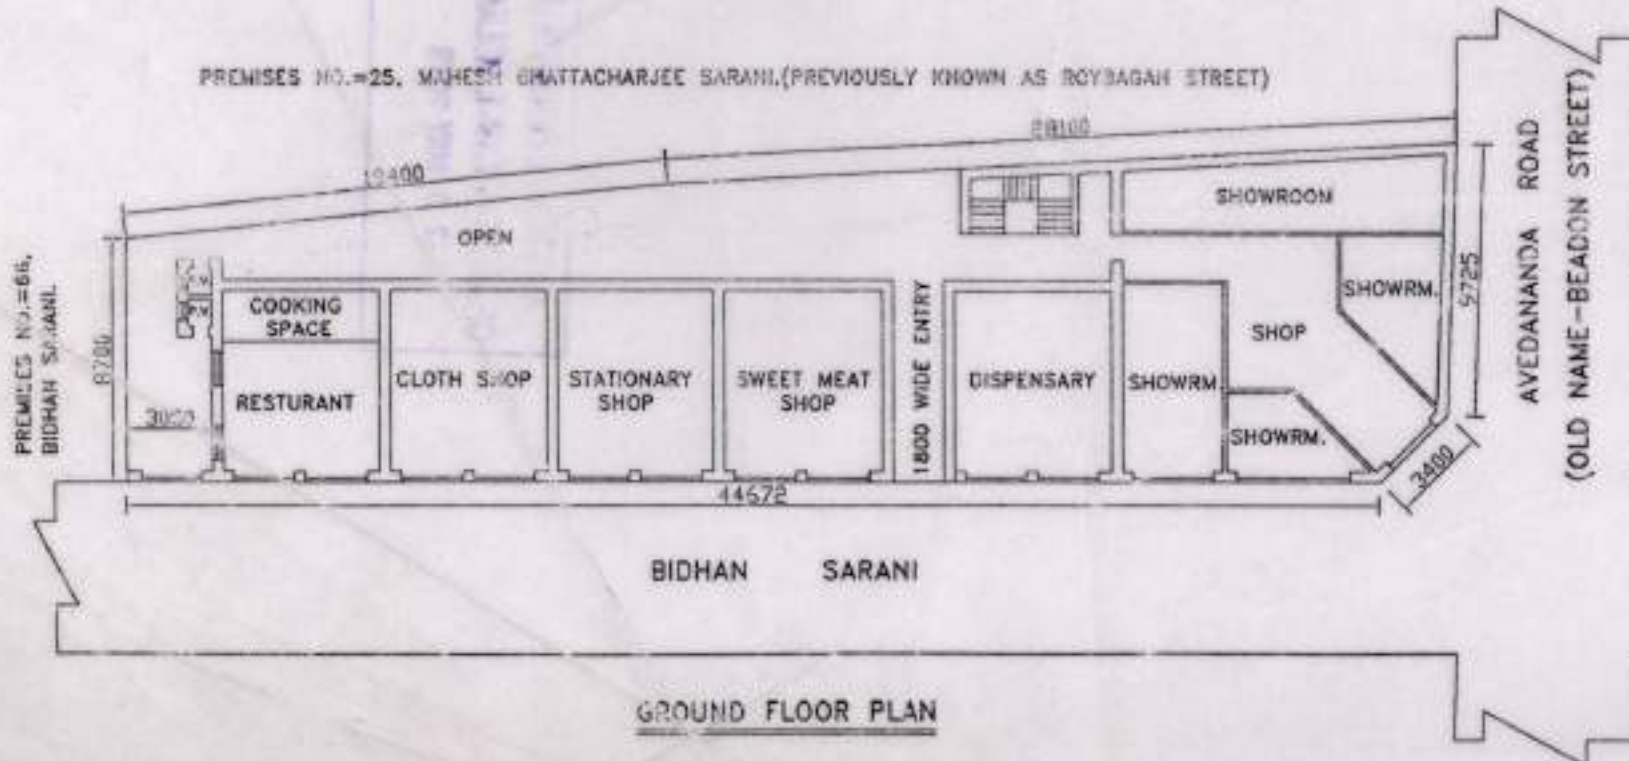 PREMISES NO.=25. MAHESH BHATTACHARJEE SARANI.(PREVIOUSLY KNOWN AS ROYBAGAN STREET)
28100
19400
SHOWROOM
OPEN
SHOWRM.
9725
AVEDANANDA ROAD
(OLD NAME-BEADON STREET)
PREMISES NO.=66,
BIDHAN SARANI.
8700
3000
COOKING
SPACE
RESTURANT
CLOTH SHOP
STATIONARY
SHOP
SWEET MEAT
SHOP
1800 WIDE ENTRY
DISPENSARY
SHOWRM.
SHOP
SHOWRM.
3400
44672
BIDHAN SARANI
GROUND FLOOR PLAN